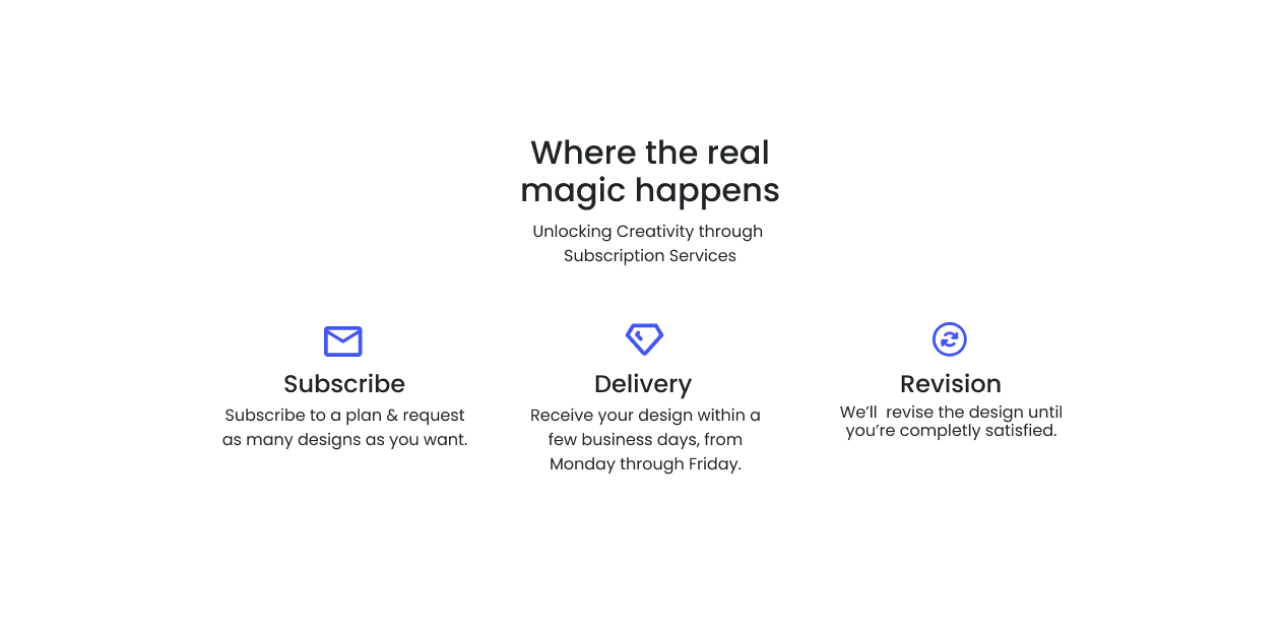 Where the real
magic happens
Unlocking Creativity through
Subscription Services
Subscribe
Subscribe to a plan & request
as many designs as you want.
Delivery
Receive your design within a
few business days, from
Monday through Friday.
Revision
We’ll  revise the design until
you’re completly satisfied.